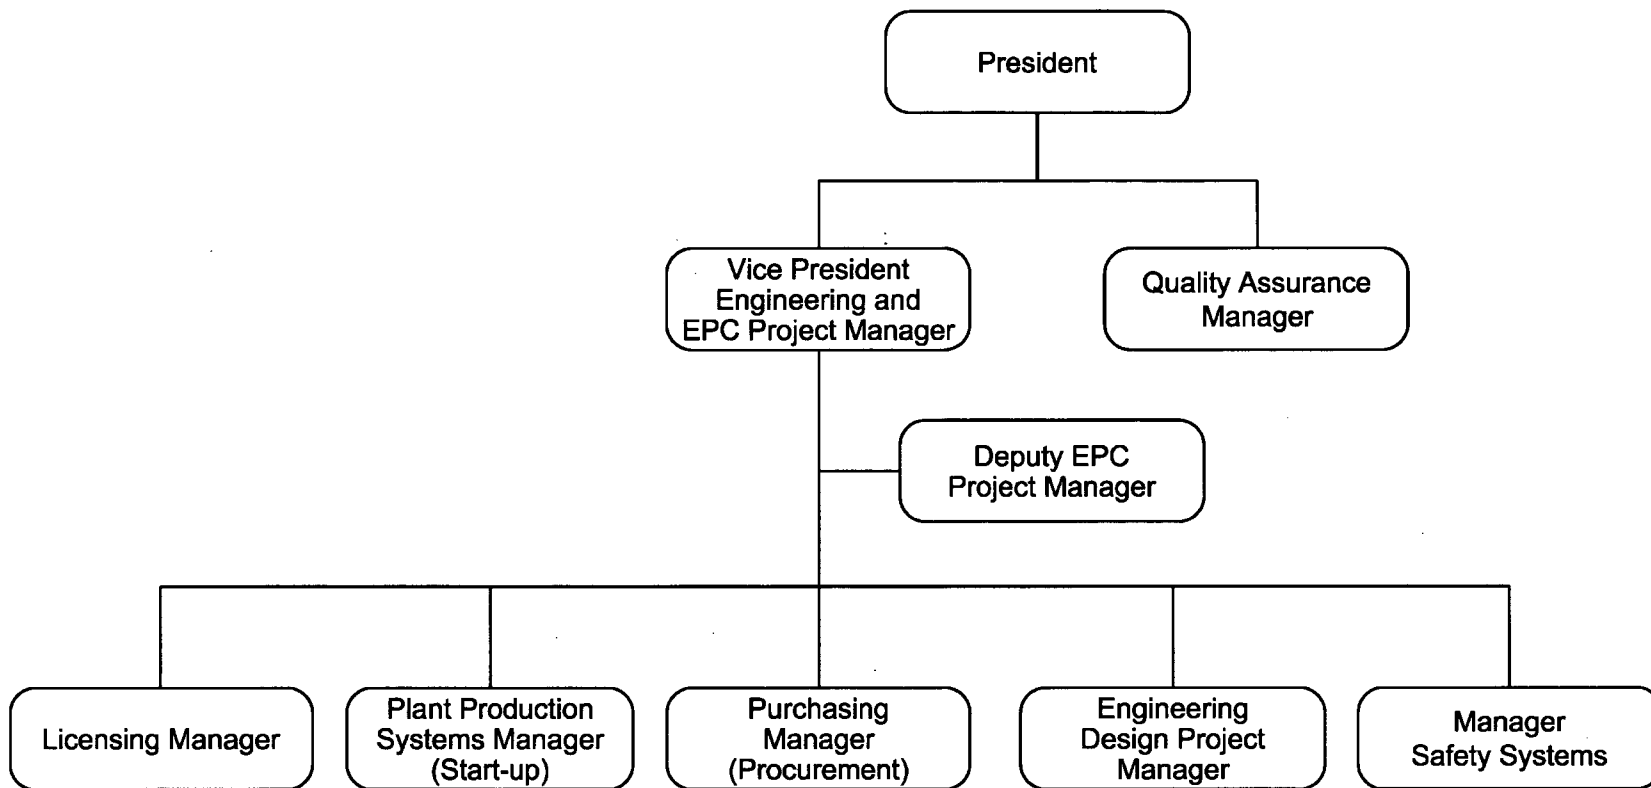 President
Vice President
Engineering and
EPC Project Manager
Quality Assurance
Manager
Deputy EPC
Project Manager
Licensing Manager
Plant Production
Systems Manager
(Start-up)
Purchasing
Manager
(Procurement)
Engineering
Design Project
Manager
Manager
Safety Systems